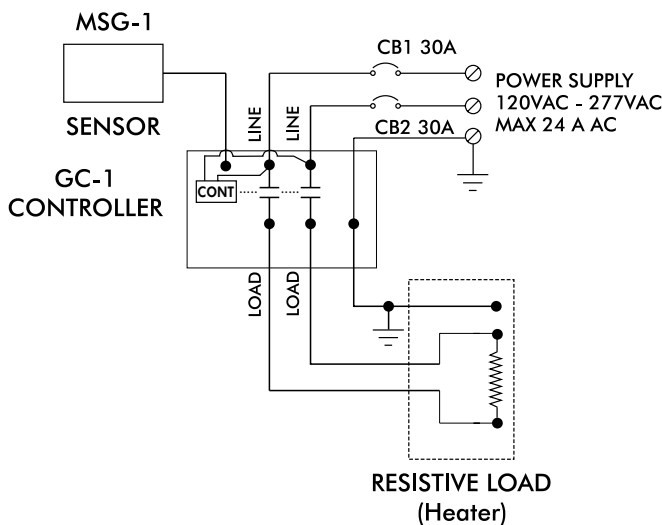 MSG-1
SENSOR
CB1 30A
POWER SUPPLY
120VAC - 277VAC
MAX 24 A AC
CB2 30A
LINE
LINE
GC-1
CONTROLLER
CONT
LOAD
LOAD
RESISTIVE LOAD
(Heater)